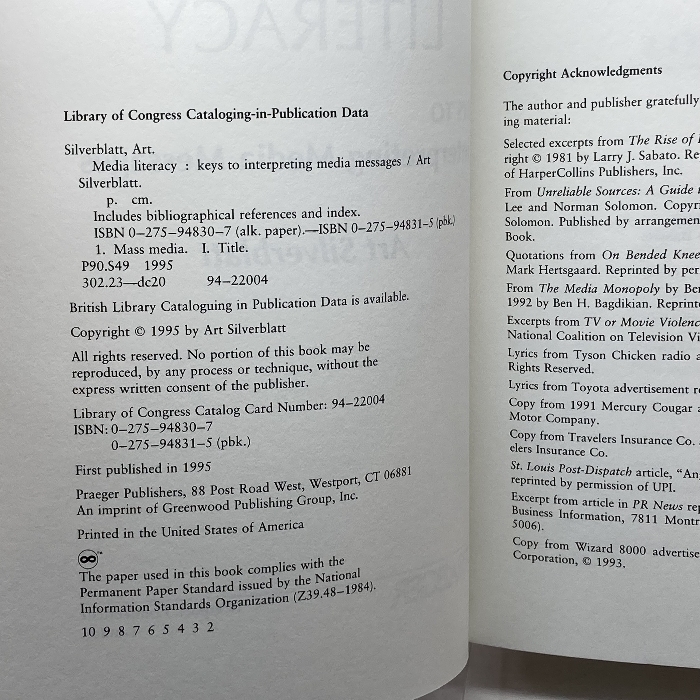 Library of Congress Cataloging-in-Publication Data
Silverblatt, Art.
Media literacy : keys to interpreting media messages / Art
Silverblatt.
p. cm.
Includes bibliographical references and index.
ISBN 0–275–94830–7 (alk. paper).—ISBN 0–275–94831–5 (pbk.)
1. Mass media. I. Title.
P90.S49 1995
302.23—dc20 94–22004
British Library Cataloguing in Publication Data is available.
Copyright © 1995 by Art Silverblatt
All rights reserved. No portion of this book may be
reproduced, by any process or technique, without the
express written consent of the publisher.
Library of Congress Catalog Card Number: 94–22004
ISBN: 0–275–94830–7
0–275–94831–5 (pbk.)
First published in 1995
Praeger Publishers, 88 Post Road West, Westport, CT 06881
An imprint of Greenwood Publishing Group, Inc.
Printed in the United States of America
The paper used in this book complies with the
Permanent Paper Standard issued by the National
Information Standards Organization (Z39.48–1984).
10 9 8 7 6 5 4 3 2
Copyright Acknowledgments
The author and publisher gratefully
ing material:
Selected excerpts from The Rise of
right © 1981 by Larry J. Sabato. Re
of HarperCollins Publishers, Inc.
From Unreliable Sources: A Guide
Lee and Norman Solomon. Copyri
Solomon. Published by arrangemen
Book.
Quotations from On Bended Knee
Mark Hertsgaard. Reprinted by per
From The Media Monopoly by Ben
1992 by Ben H. Bagdikian. Reprinte
Excerpts from TV or Movie Violenc
National Coalition on Television Vi
Lyrics from Tyson Chicken radio a
Rights Reserved.
Lyrics from Toyota advertisement re
Copy from 1991 Mercury Cougar a
Motor Company.
Copy from Travelers Insurance Co.
elers Insurance Co.
St. Louis Post-Dispatch article, “An
reprinted by permission of UPI.
Excerpt from article in PR News rep
Business Information, 7811 Montr
5006).
Copy from Wizard 8000 advertise
Corporation, © 1993.